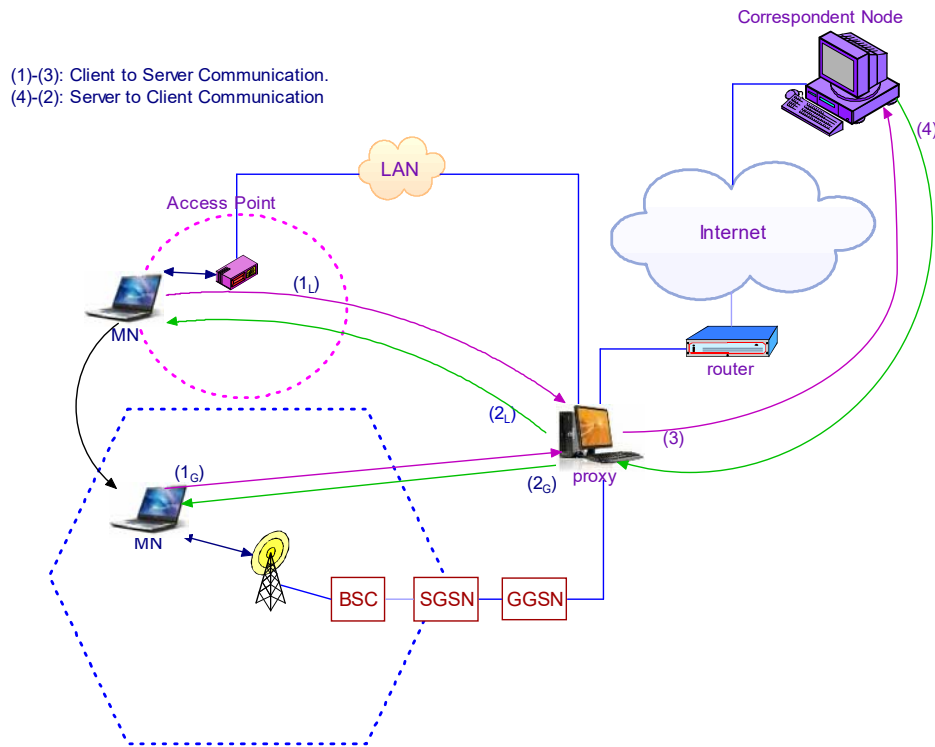 Correspondent Node
(1)-(3): Client to Server Communication.
(4)-(2): Server to Client Communication
(4)
LAN
Access Point
Internet
(1L)
MN
router
(2L)
(3)
(1G)
(2G)
proxy
MN
BSC
SGSN
GGSN